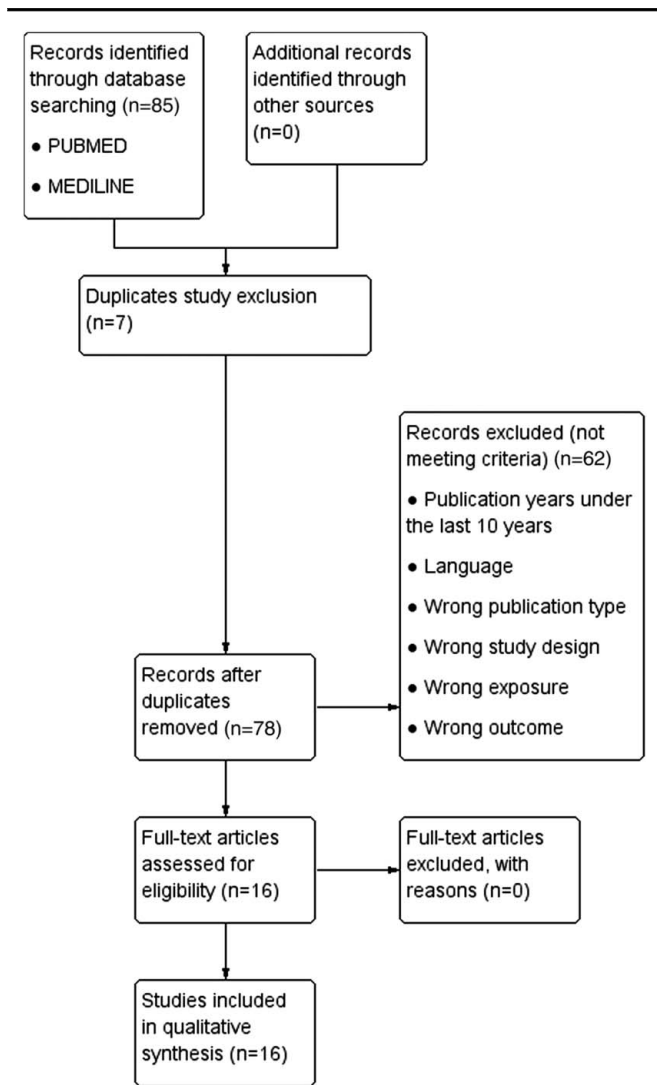 Records identified
through database
searching (n=85)
● PUBMED
● MEDILINE
Additional records
identified through
other sources
(n=0)
Duplicates study exclusion
(n=7)
Records excluded (not
meeting criteria) (n=62)
● Publication years under
the last 10 years
● Language
● Wrong publication type
● Wrong study design
● Wrong exposure
● Wrong outcome
Records after
duplicates
removed (n=78)
Full-text articles
assessed for
eligibility (n=16)
Full-text articles
excluded, with
reasons (n=0)
Studies included
in qualitative
synthesis (n=16)